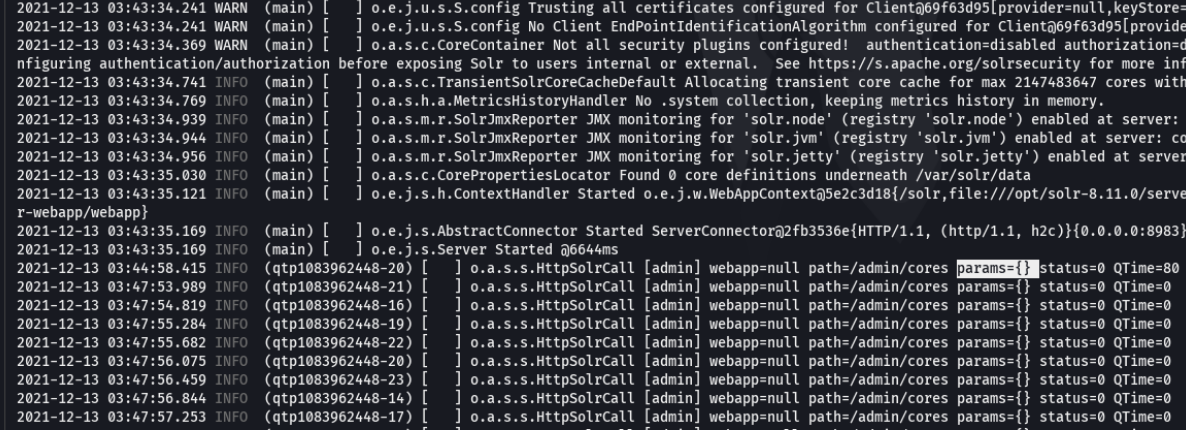 2021-12-13 03:43:34.241 WARN  (main) [   ] o.e.j.u.s.S.config Trusting all certificates configured for Client@69f63d95[provider=null,keyStore=
2021-12-13 03:43:34.241 WARN  (main) [   ] o.e.j.u.s.S.config No Client EndPointIdentificationAlgorithm configured for Client@69f63d95[provide
2021-12-13 03:43:34.369 WARN  (main) [   ] o.a.s.c.CoreContainer Not all security plugins configured!  authentication=disabled authorization=d
nfiguring authentication/authorization before exposing Solr to users internal or external.  See https://s.apache.org/solrsecurity for more inf
2021-12-13 03:43:34.741 INFO  (main) [   ] o.a.s.c.TransientSolrCoreCacheDefault Allocating transient core cache for max 2147483647 cores with
2021-12-13 03:43:34.769 INFO  (main) [   ] o.a.s.h.a.MetricsHistoryHandler No .system collection, keeping metrics history in memory.
2021-12-13 03:43:34.939 INFO  (main) [   ] o.a.s.m.r.SolrJmxReporter JMX monitoring for 'solr.node' (registry 'solr.node') enabled at server:
2021-12-13 03:43:34.944 INFO  (main) [   ] o.a.s.m.r.SolrJmxReporter JMX monitoring for 'solr.jvm' (registry 'solr.jvm') enabled at server: co
2021-12-13 03:43:34.956 INFO  (main) [   ] o.a.s.m.r.SolrJmxReporter JMX monitoring for 'solr.jetty' (registry 'solr.jetty') enabled at server
2021-12-13 03:43:35.030 INFO  (main) [   ] o.a.s.c.CorePropertiesLocator Found 0 core definitions underneath /var/solr/data
2021-12-13 03:43:35.121 INFO  (main) [   ] o.e.j.s.h.ContextHandler Started o.e.j.w.WebAppContext@5e2c3d18{/solr,file:///opt/solr-8.11.0/serve
r-webapp/webapp}
2021-12-13 03:43:35.169 INFO  (main) [   ] o.e.j.s.AbstractConnector Started ServerConnector@2fb3536e{HTTP/1.1, (http/1.1, h2c)}{0.0.0.0:8983}
2021-12-13 03:43:35.169 INFO  (main) [   ] o.e.j.s.Server Started @6644ms
2021-12-13 03:44:58.415 INFO  (qtp1083962448-20) [   ] o.a.s.s.HttpSolrCall [admin] webapp=null path=/admin/cores params={} status=0 QTime=80
2021-12-13 03:47:53.989 INFO  (qtp1083962448-21) [   ] o.a.s.s.HttpSolrCall [admin] webapp=null path=/admin/cores params={} status=0 QTime=0
2021-12-13 03:47:54.819 INFO  (qtp1083962448-16) [   ] o.a.s.s.HttpSolrCall [admin] webapp=null path=/admin/cores params={} status=0 QTime=0
2021-12-13 03:47:55.284 INFO  (qtp1083962448-19) [   ] o.a.s.s.HttpSolrCall [admin] webapp=null path=/admin/cores params={} status=0 QTime=0
2021-12-13 03:47:55.682 INFO  (qtp1083962448-22) [   ] o.a.s.s.HttpSolrCall [admin] webapp=null path=/admin/cores params={} status=0 QTime=0
2021-12-13 03:47:56.075 INFO  (qtp1083962448-20) [   ] o.a.s.s.HttpSolrCall [admin] webapp=null path=/admin/cores params={} status=0 QTime=0
2021-12-13 03:47:56.459 INFO  (qtp1083962448-23) [   ] o.a.s.s.HttpSolrCall [admin] webapp=null path=/admin/cores params={} status=0 QTime=0
2021-12-13 03:47:56.844 INFO  (qtp1083962448-14) [   ] o.a.s.s.HttpSolrCall [admin] webapp=null path=/admin/cores params={} status=0 QTime=0
2021-12-13 03:47:57.253 INFO  (qtp1083962448-17) [   ] o.a.s.s.HttpSolrCall [admin] webapp=null path=/admin/cores params={} status=0 QTime=0